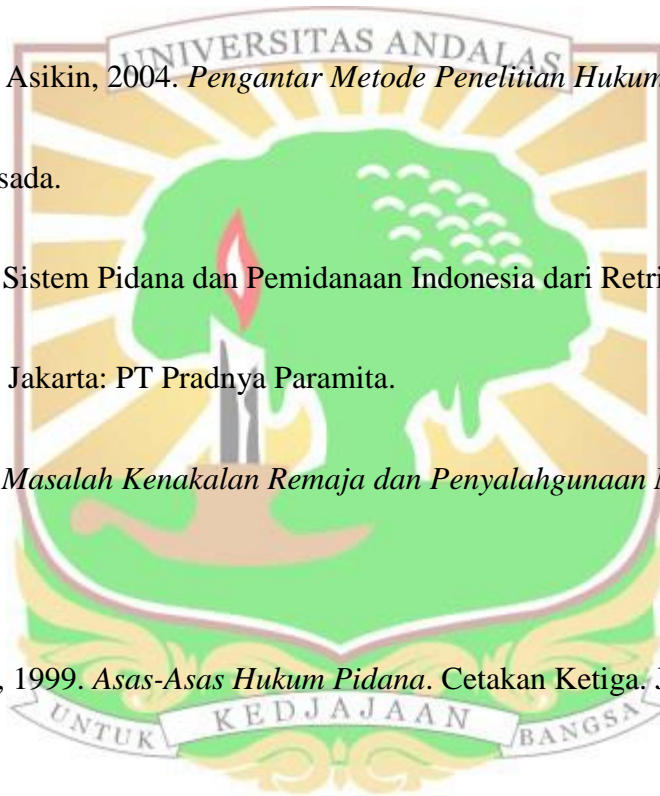 UNIVERSITAS ANDALAS
Asikin, 2004. Pengantar Metode Penelitian Hukum
sada.
Sistem Pidana dan Pemidanaan Indonesia dari Retri
Jakarta: PT Pradnya Paramita.
Masalah Kenakalan Remaja dan Penyalahgunaan
, 1999. Asas-Asas Hukum Pidana. Cetakan Ketiga. J
UNTUK KEDJAJAAN BANGSA